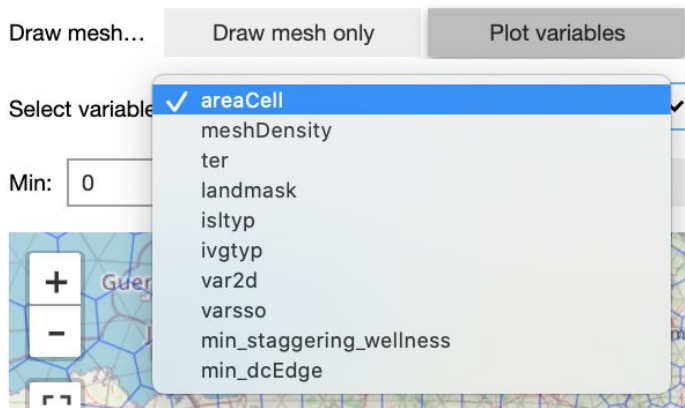 Draw mesh... Draw mesh only Plot variables
Select variable
✓ areaCell
meshDensity
ter
Min: 0
landmask
isltyp
ivgtyp
var2d
varsso
min_staggering_wellness
min_dcEdge
+
Guer
−